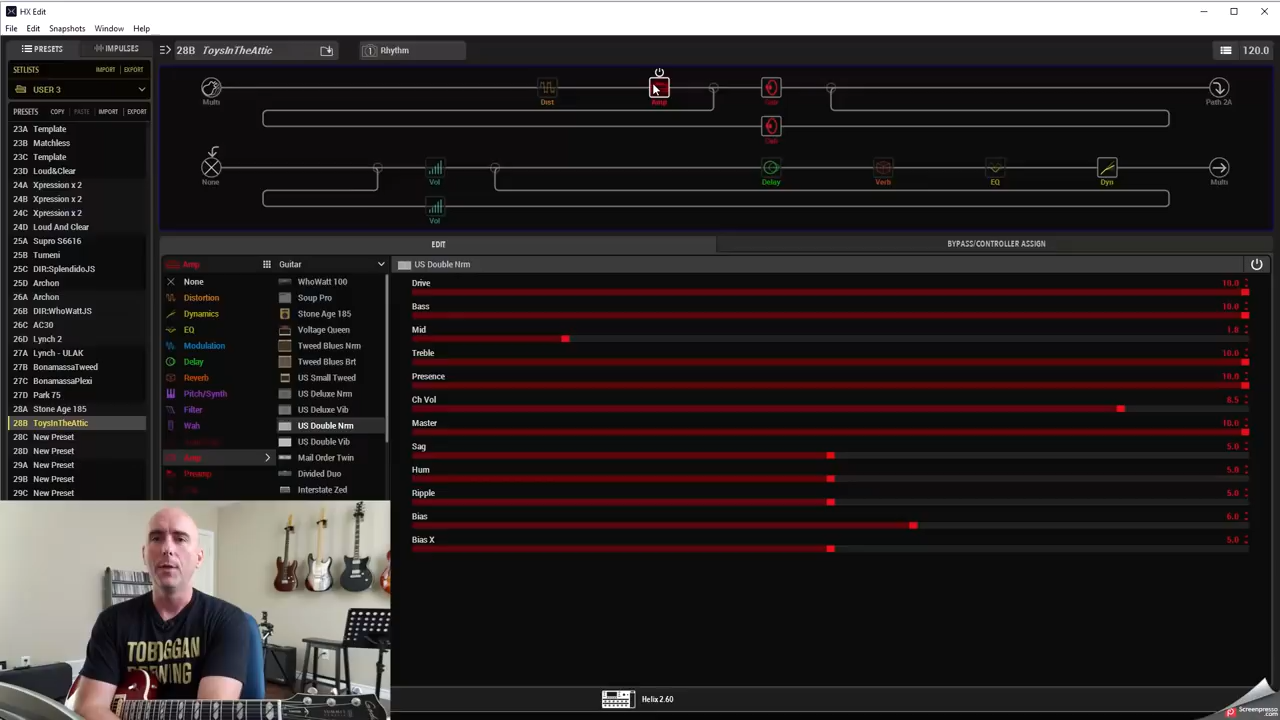 HX Edit
File Edit Snapshots Window Help
PRESETS IMPULSES
28B ToysInTheAttic
1 Rhythm
120.0
SETLISTS IMPORT EXPORT
USER 3
PRESETS COPY PASTE IMPORT EXPORT
23A Template
23B Matchless
23C Template
23D Loud&Clear
24A Xpression x 2
24B Xpression x 2
24C Xpression x 2
24D Loud And Clear
25A Supro S6616
25B Tumeni
25C DIR:SplendidoJS
25D Archon
26A Archon
26B DIR:WhoWattJS
26C AC30
26D Lynch 2
27A Lynch - ULAK
27B BonamassaTweed
27C BonamassaPlexi
27D Park 75
28A Stone Age 185
28B ToysInTheAttic
28C New Preset
28D New Preset
29A New Preset
29B New Preset
29C New Preset
Multi Dist Amp Cab Path 2A
Cab
None Vol Delay Verb EQ Dyn Multi
Vol
EDIT BYPASS/CONTROLLER ASSIGN
Amp Guitar
None
Distortion
Dynamics
EQ
Modulation
Delay
Reverb
Pitch/Synth
Filter
Wah
Amp
Preamp
WhoWatt 100
Soup Pro
Stone Age 185
Voltage Queen
Tweed Blues Nrm
Tweed Blues Brt
US Small Tweed
US Deluxe Nrm
US Deluxe Vib
US Double Nrm
US Double Vib
Mail Order Twin
Divided Duo
Interstate Zed
US Double Nrm
Drive 10.0
Bass 10.0
Mid 1.0
Treble 10.0
Presence 10.0
Ch Vol 8.5
Master 10.0
Sag 5.0
Hum 5.0
Ripple 5.0
Bias 6.0
Bias X 5.0
TOBOGGAN
BREWING
Helix 2.60
Screenpresso
.com